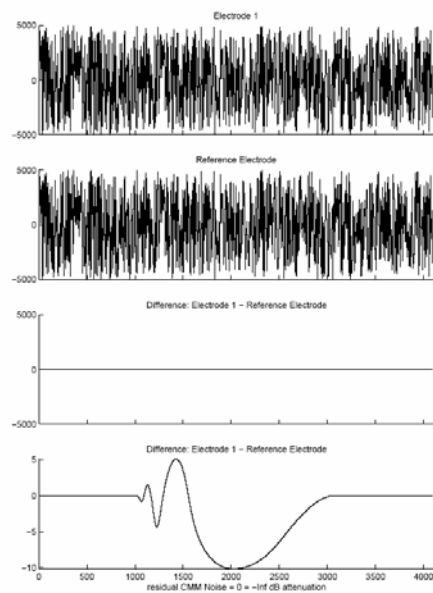 Electrode 1
5000
0
-5000
Reference Electrode
5000
0
-5000
Difference: Electrode 1 - Reference Electrode
5000
0
-5000
Difference: Electrode 1 - Reference Electrode
5
0
-5
-10
0 500 1000 1500 2000 2500 3000 3500 4000
residual CMM Noise = 0 = -Inf dB attenuation